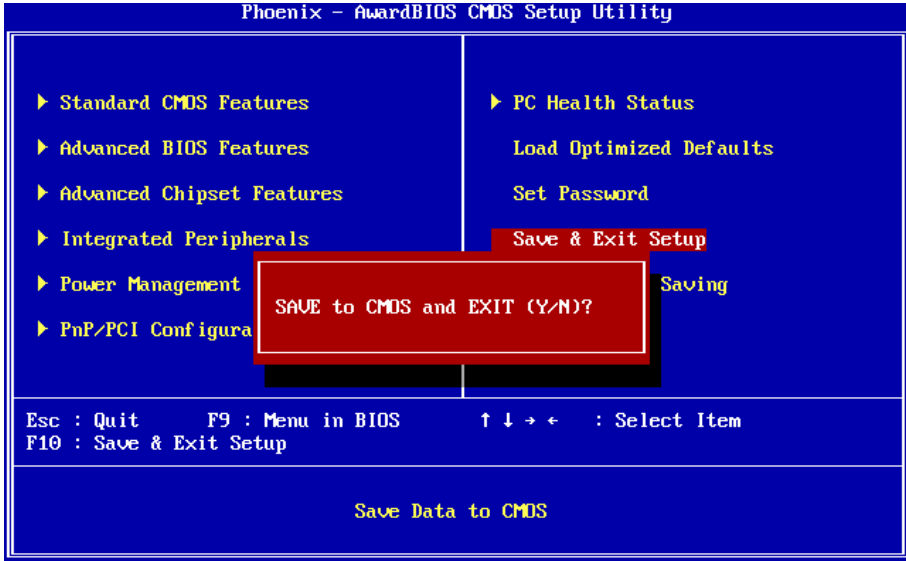 Phoenix - AwardBIOS CMOS Setup Utility
Standard CMOS Features
Advanced BIOS Features
Advanced Chipset Features
Integrated Peripherals
Power Management
PnP/PCI Configura
PC Health Status
Load Optimized Defaults
Set Password
Save & Exit Setup
Saving
SAVE to CMOS and EXIT (Y/N)?
Esc : Quit F9 : Menu in BIOS ↑ ↓ → ← : Select Item
F10 : Save & Exit Setup
Save Data to CMOS